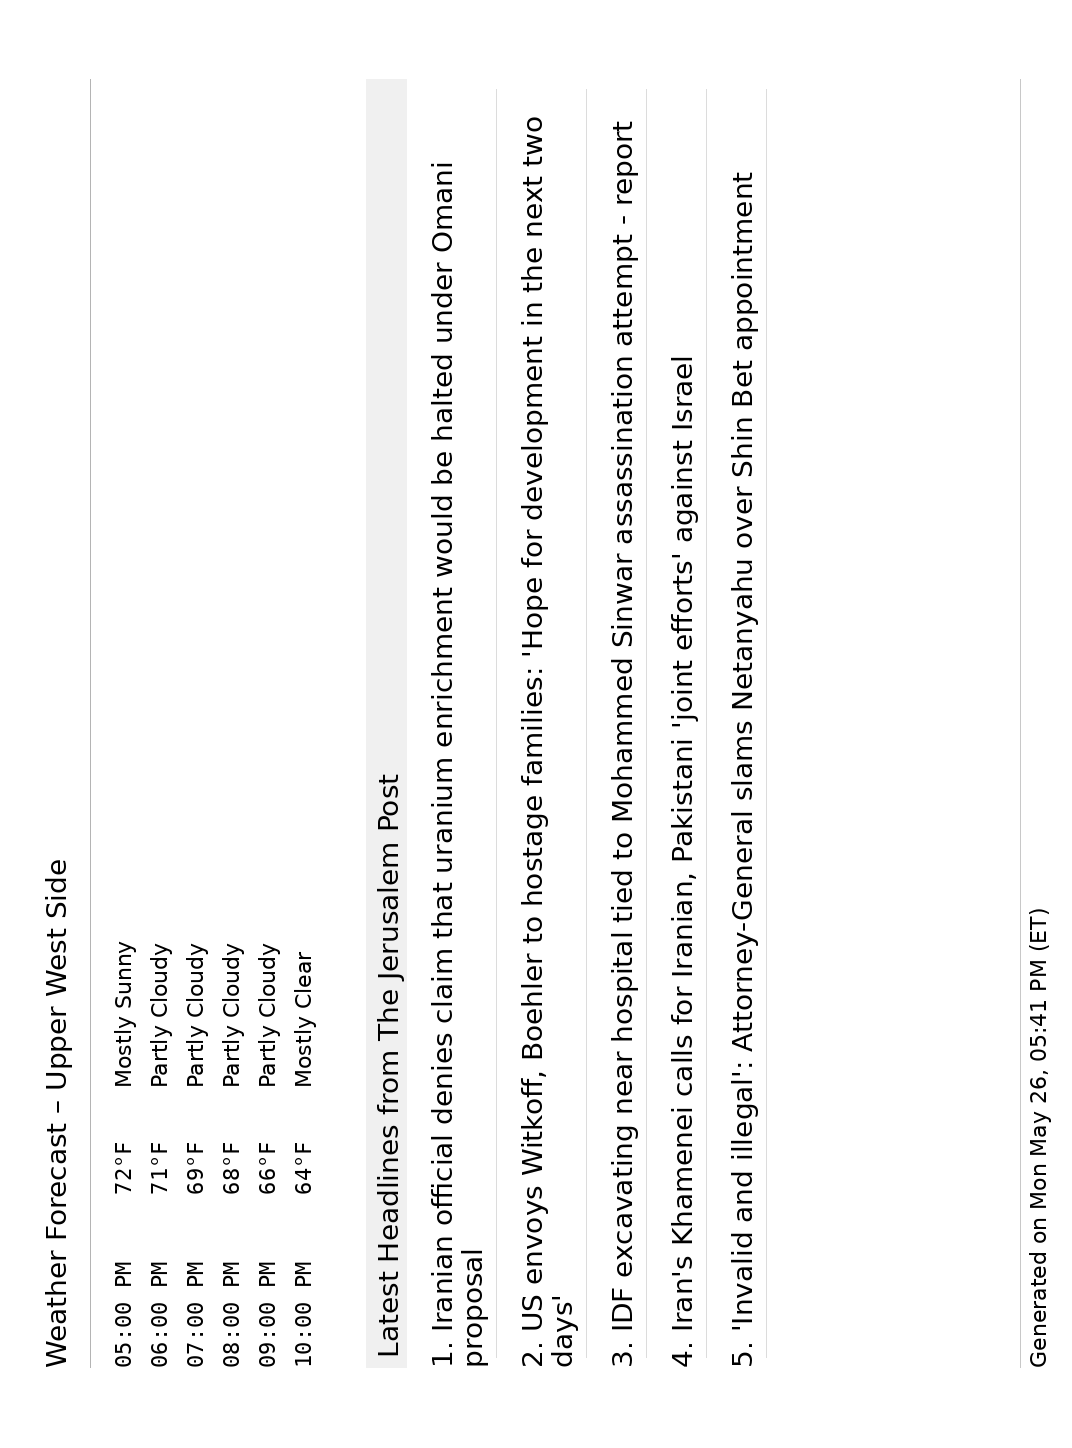 Weather Forecast – Upper West Side
05:00 PM 72°F Mostly Sunny
06:00 PM 71°F Partly Cloudy
07:00 PM 69°F Partly Cloudy
08:00 PM 68°F Partly Cloudy
09:00 PM 66°F Partly Cloudy
10:00 PM 64°F Mostly Clear
Latest Headlines from The Jerusalem Post
1. Iranian official denies claim that uranium enrichment would be halted under Omani
proposal
2. US envoys Witkoff, Boehler to hostage families: 'Hope for development in the next two
days'
3. IDF excavating near hospital tied to Mohammed Sinwar assassination attempt - report
4. Iran's Khamenei calls for Iranian, Pakistani 'joint efforts' against Israel
5. 'Invalid and illegal': Attorney-General slams Netanyahu over Shin Bet appointment
Generated on Mon May 26, 05:41 PM (ET)